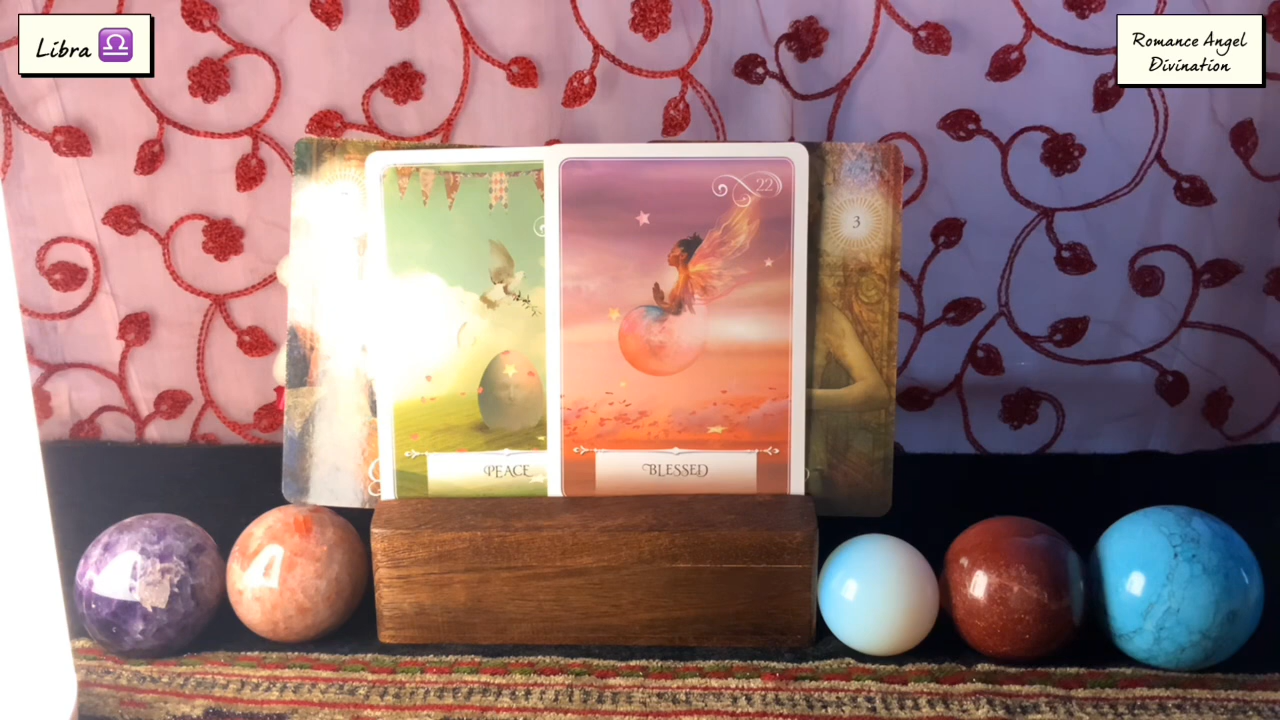 Libra ♎
Romance Angel
Divination
22
3
PEACE
BLESSED